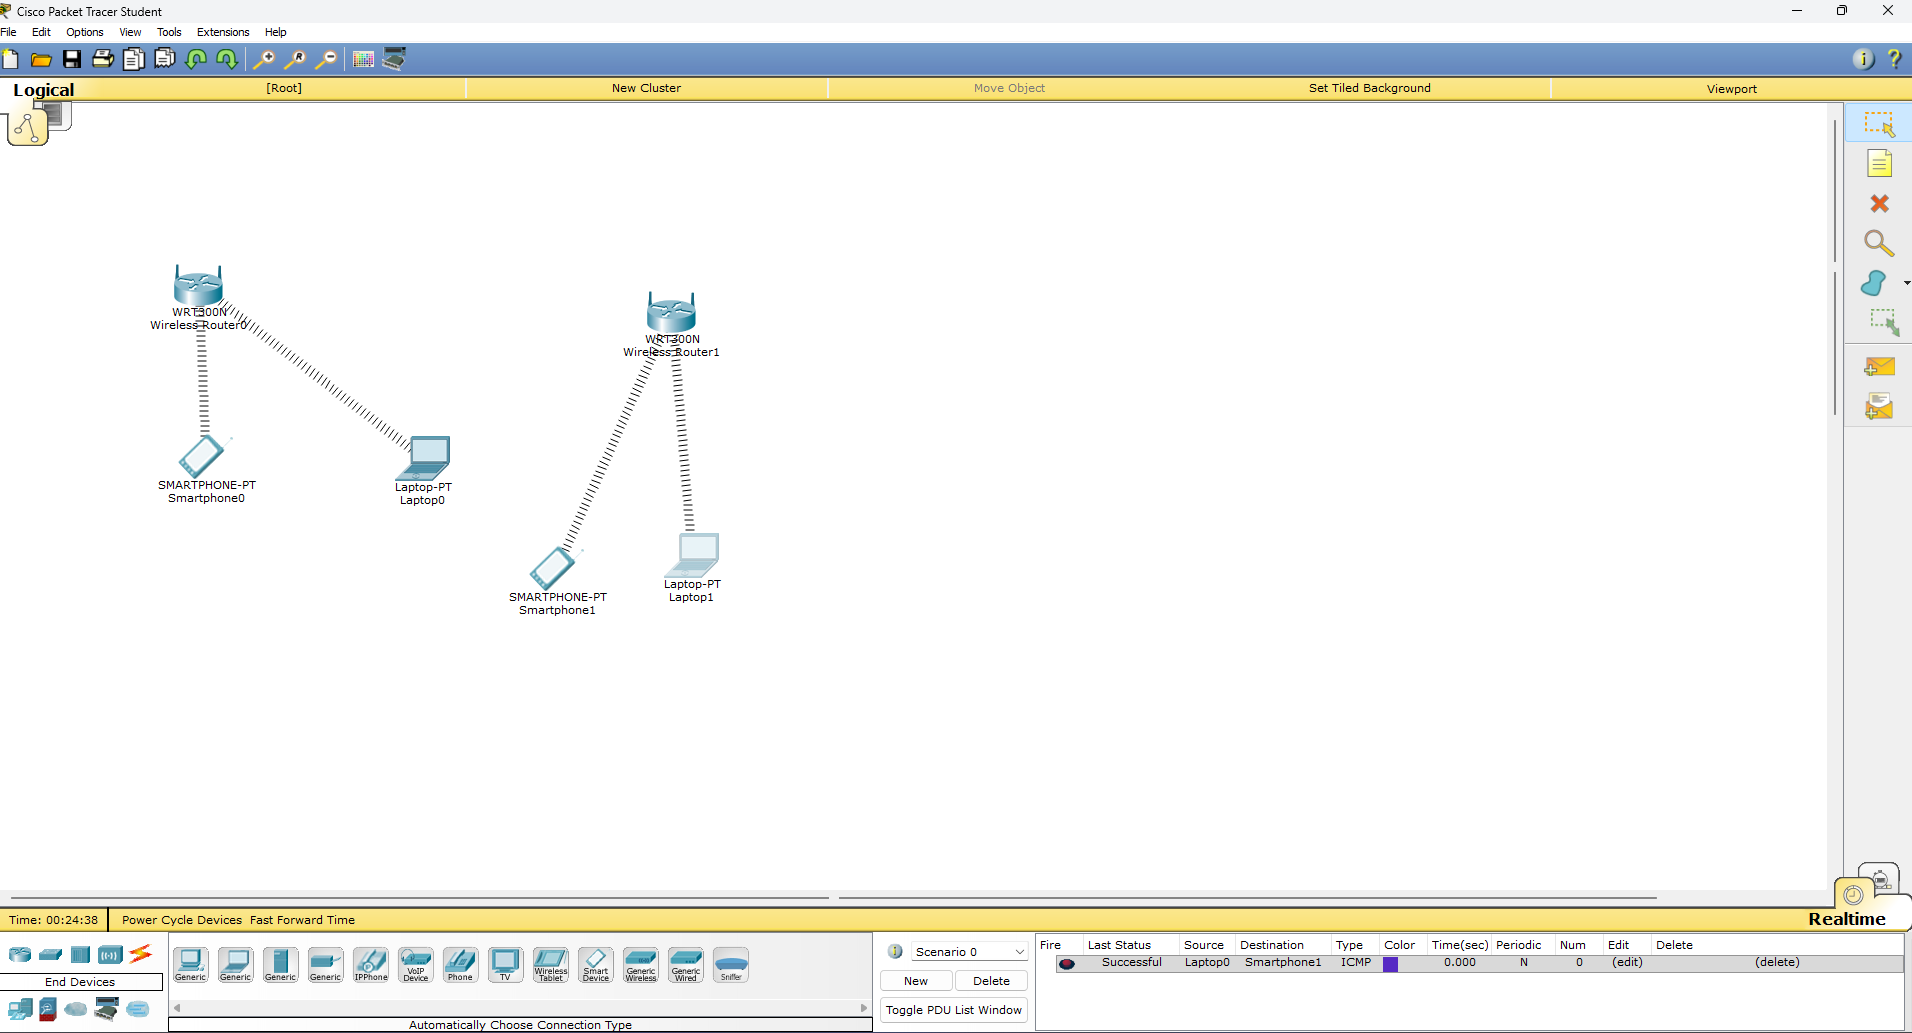 Cisco Packet Tracer Student
File Edit Options View Tools Extensions Help
Logical [Root] New Cluster Move Object Set Tiled Background Viewport
WRT300N
Wireless Router0
WRT300N
Wireless Router1
SMARTPHONE-PT
Smartphone0
Laptop-PT
Laptop0
SMARTPHONE-PT
Smartphone1
Laptop-PT
Laptop1
Time: 00:24:38 Power Cycle Devices Fast Forward Time
Realtime
End Devices
Generic Generic Generic Generic IPPhone VoIP Device Phone TV Wireless Tablet Smart Device Generic Wireless Generic Wired Sniffer
Automatically Choose Connection Type
Scenario 0
New Delete
Toggle PDU List Window
Fire Last Status Source Destination Type Color Time(sec) Periodic Num Edit Delete
Successful Laptop0 Smartphone1 ICMP 0.000 N 0 (edit) (delete)